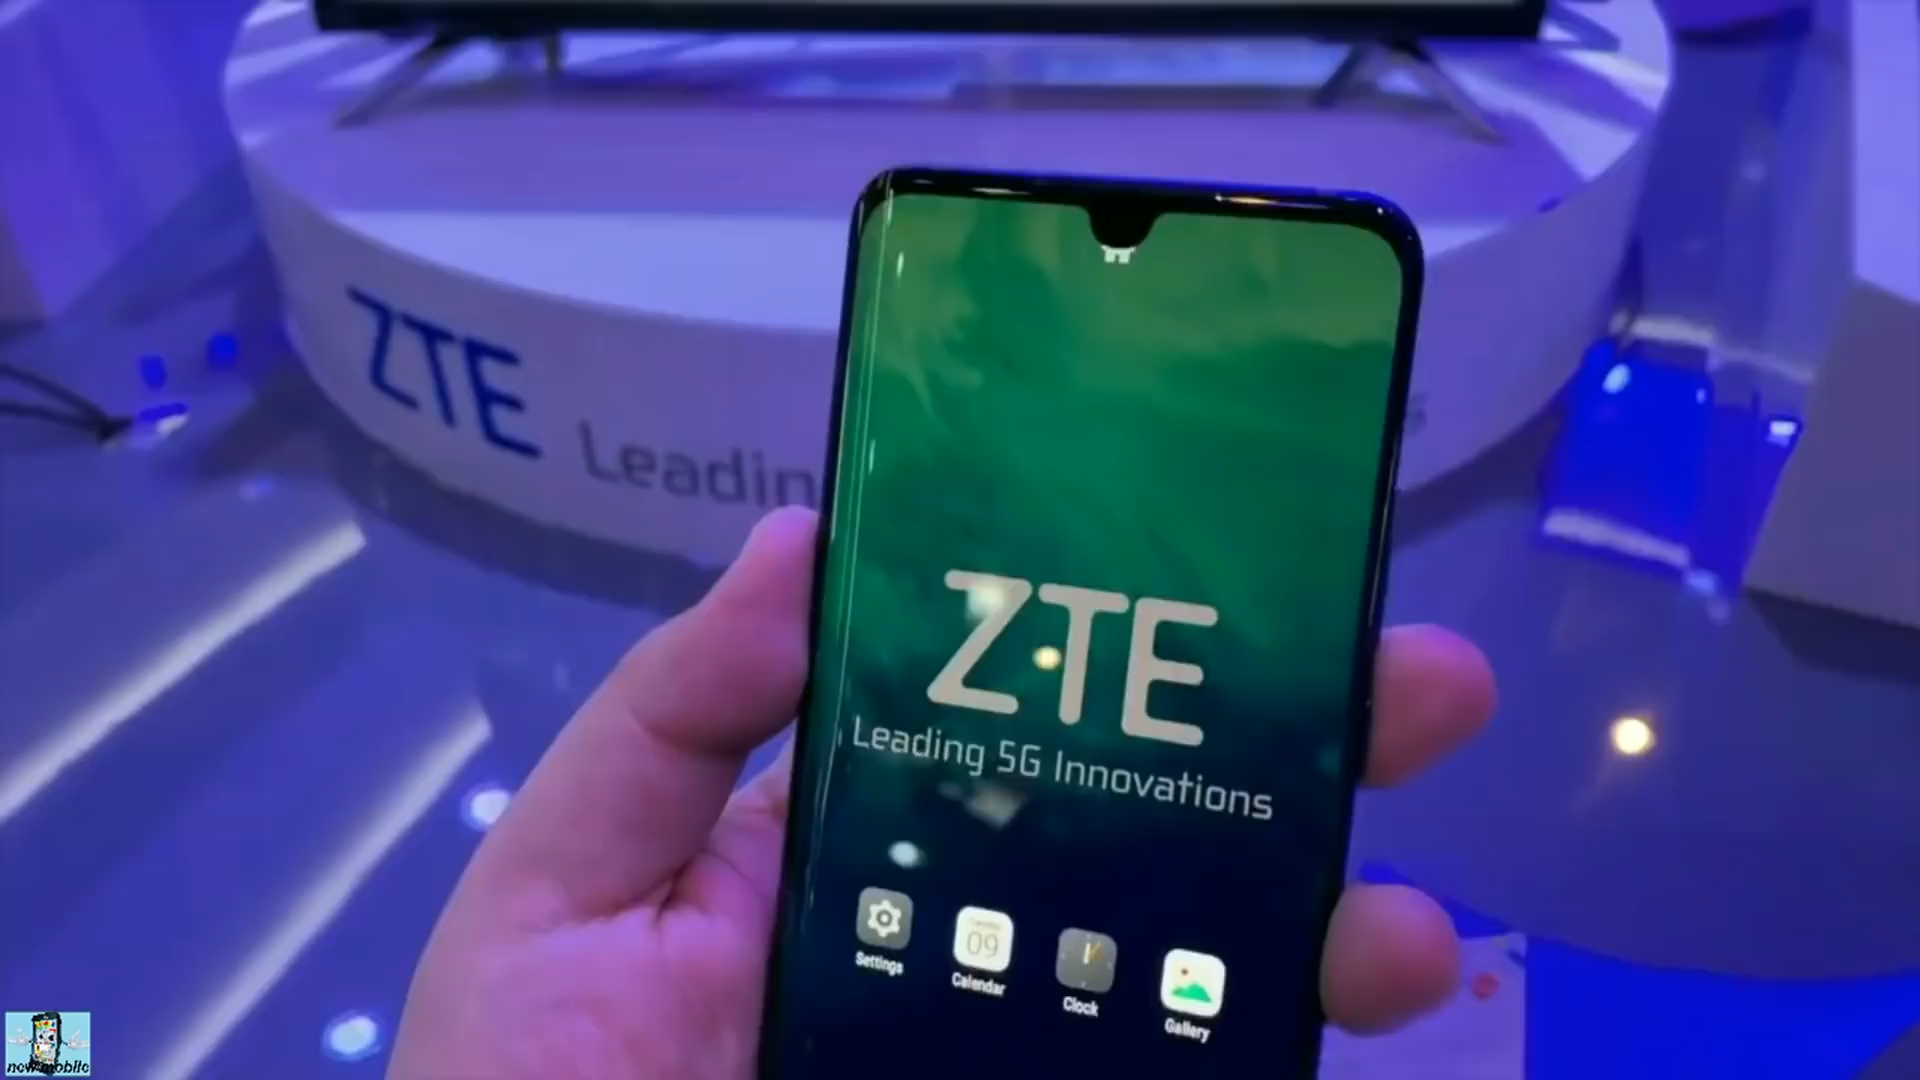 ZTE Leadin
ZTE
Leading 5G Innovations
09
Settings
Calendar
Clock
Gallery
new mobile